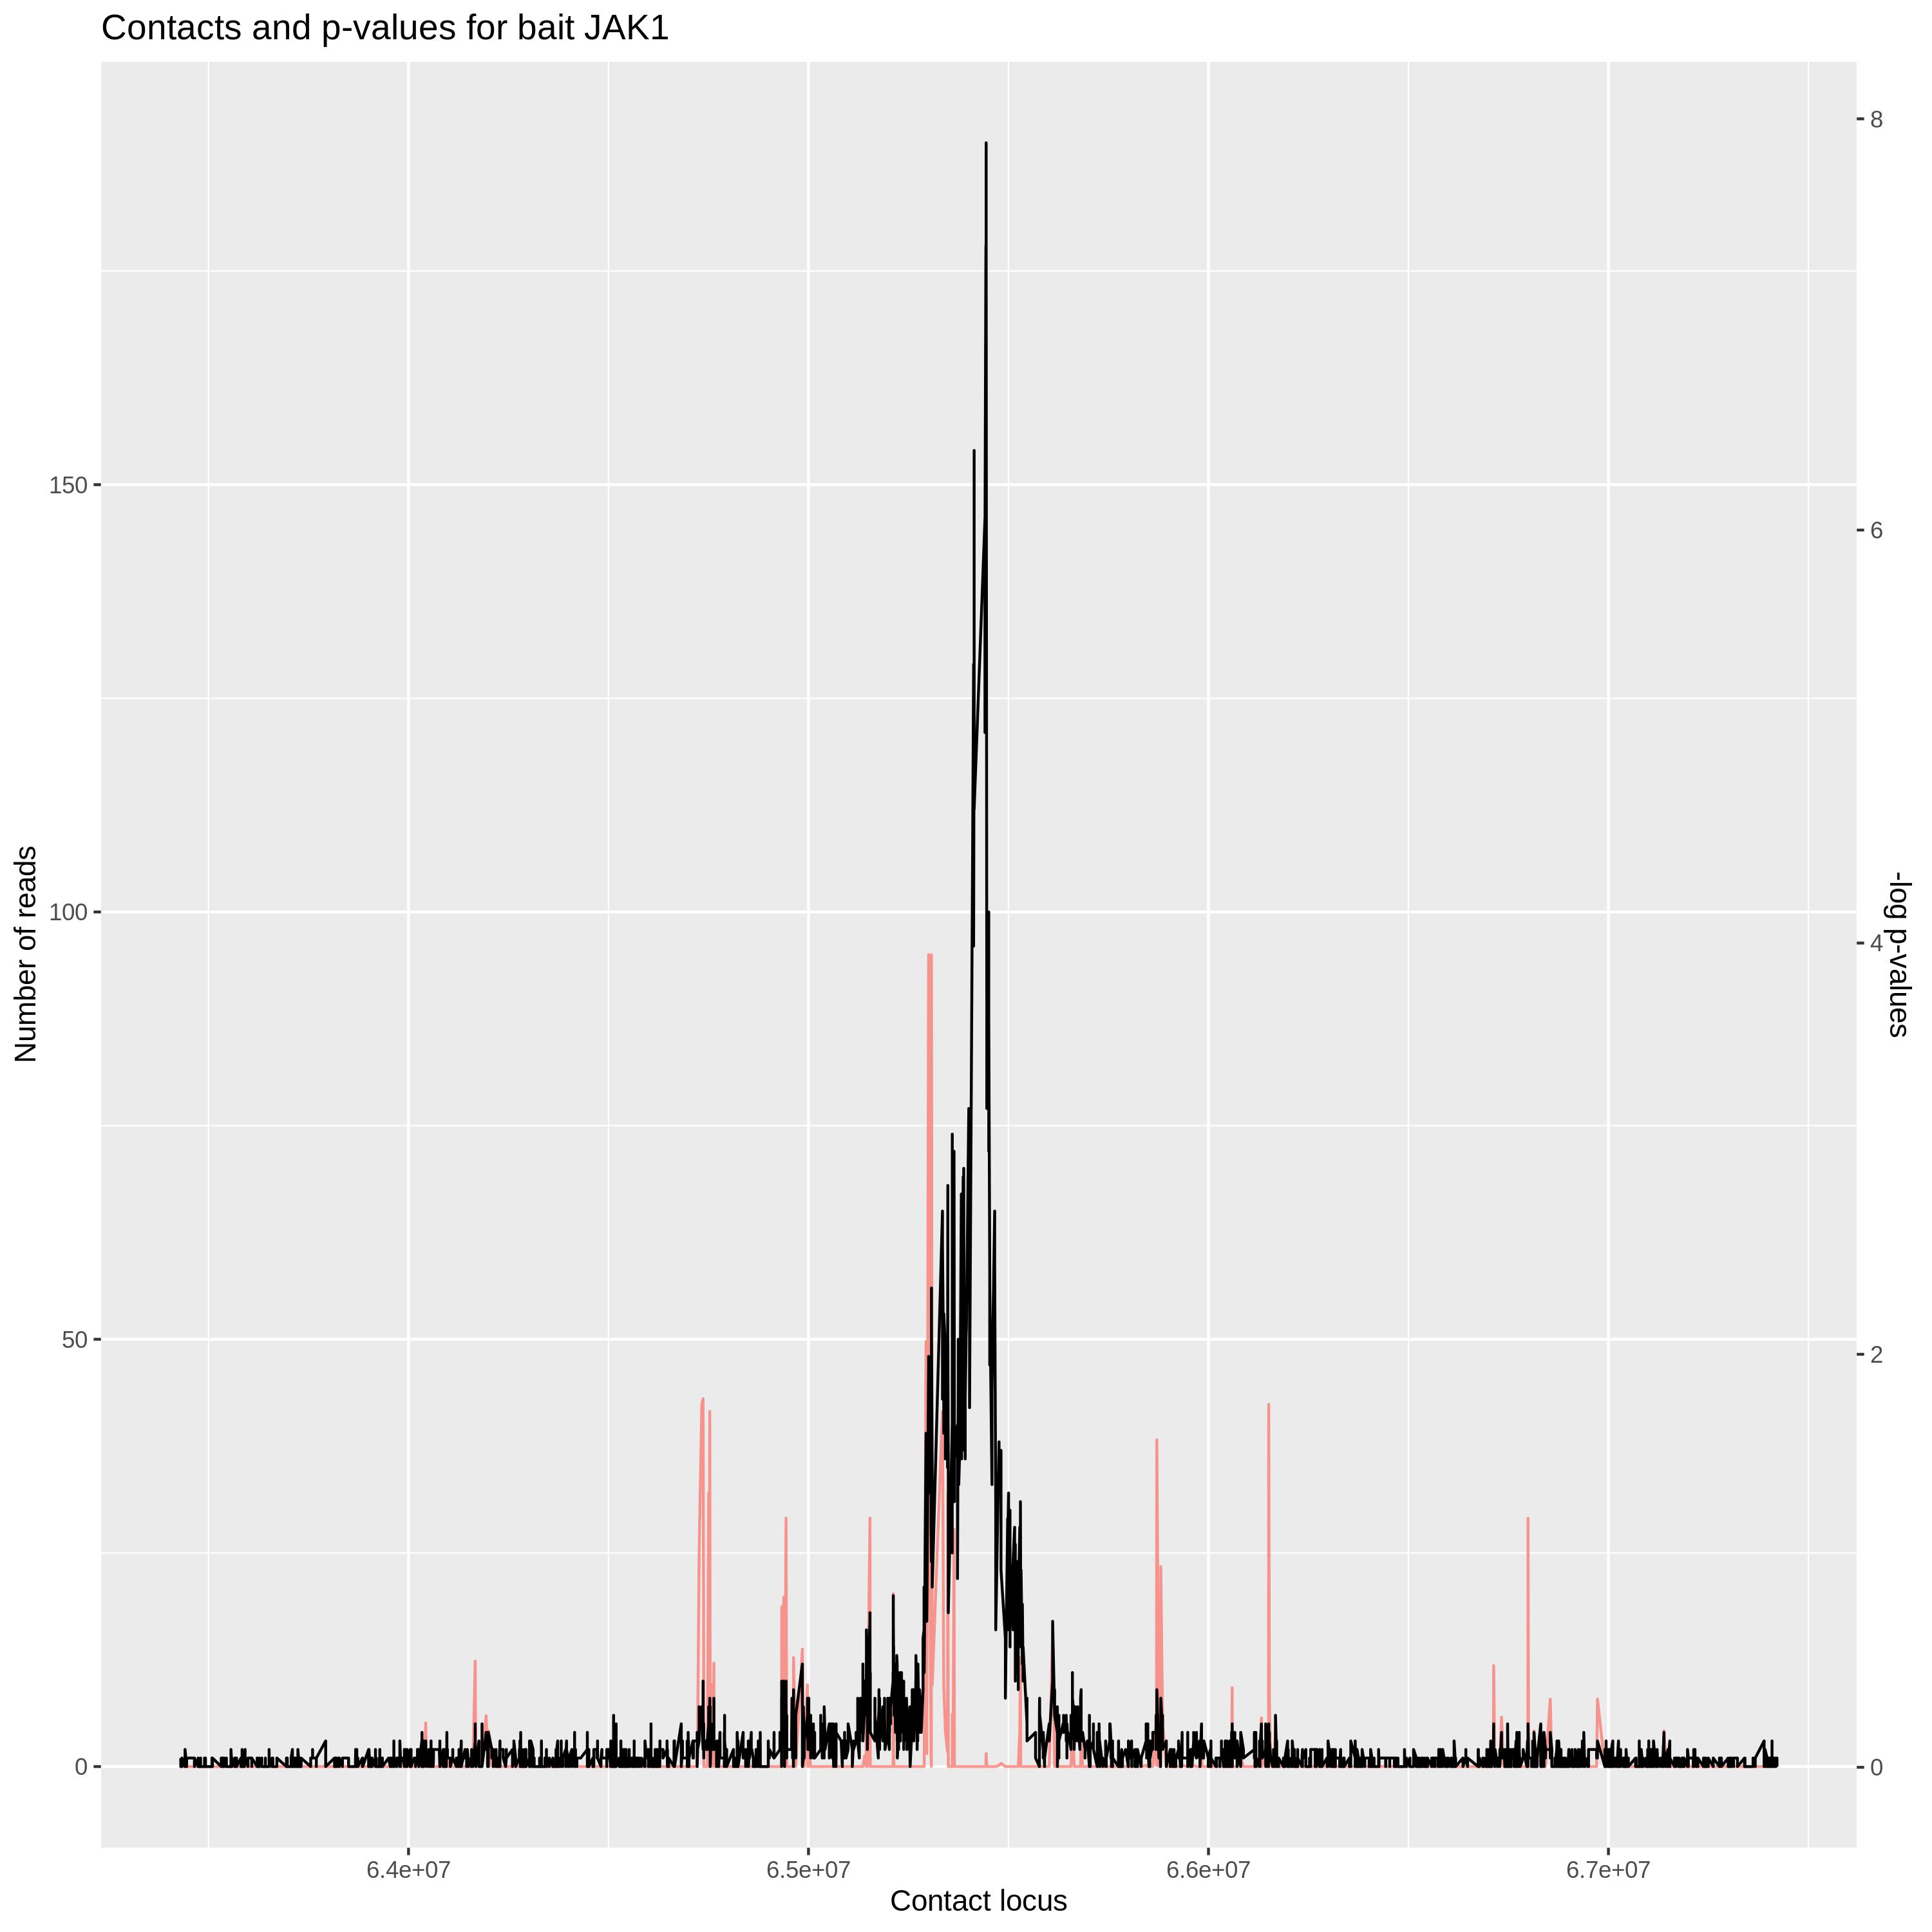 Contacts and p-values for bait JAK1
8
150
6
Number of reads
100
-log p-values
4
50
2
0
0
6.4e+07
6.5e+07
6.6e+07
6.7e+07
Contact locus